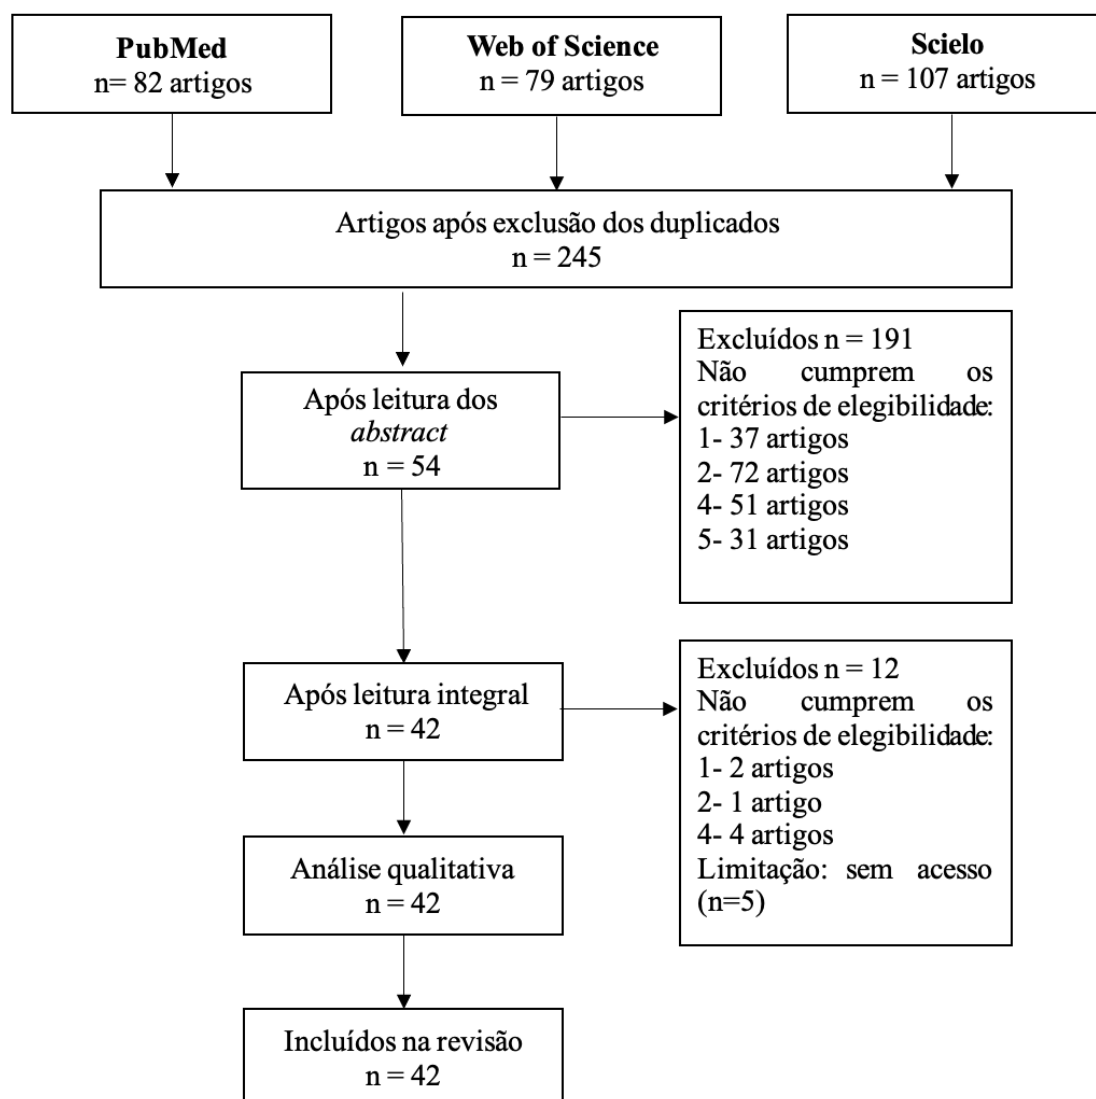 PubMed
n= 82 artigos
Web of Science
n = 79 artigos
Scielo
n = 107 artigos
Artigos após exclusão dos duplicados
n = 245
Após leitura dos
abstract
n = 54
Excluídos n = 191
Não cumprem os
critérios de elegibilidade:
1- 37 artigos
2- 72 artigos
4- 51 artigos
5- 31 artigos
Após leitura integral
n = 42
Excluídos n = 12
Não cumprem os
critérios de elegibilidade:
1- 2 artigos
2- 1 artigo
4- 4 artigos
Limitação: sem acesso
(n=5)
Análise qualitativa
n = 42
Incluídos na revisão
n = 42